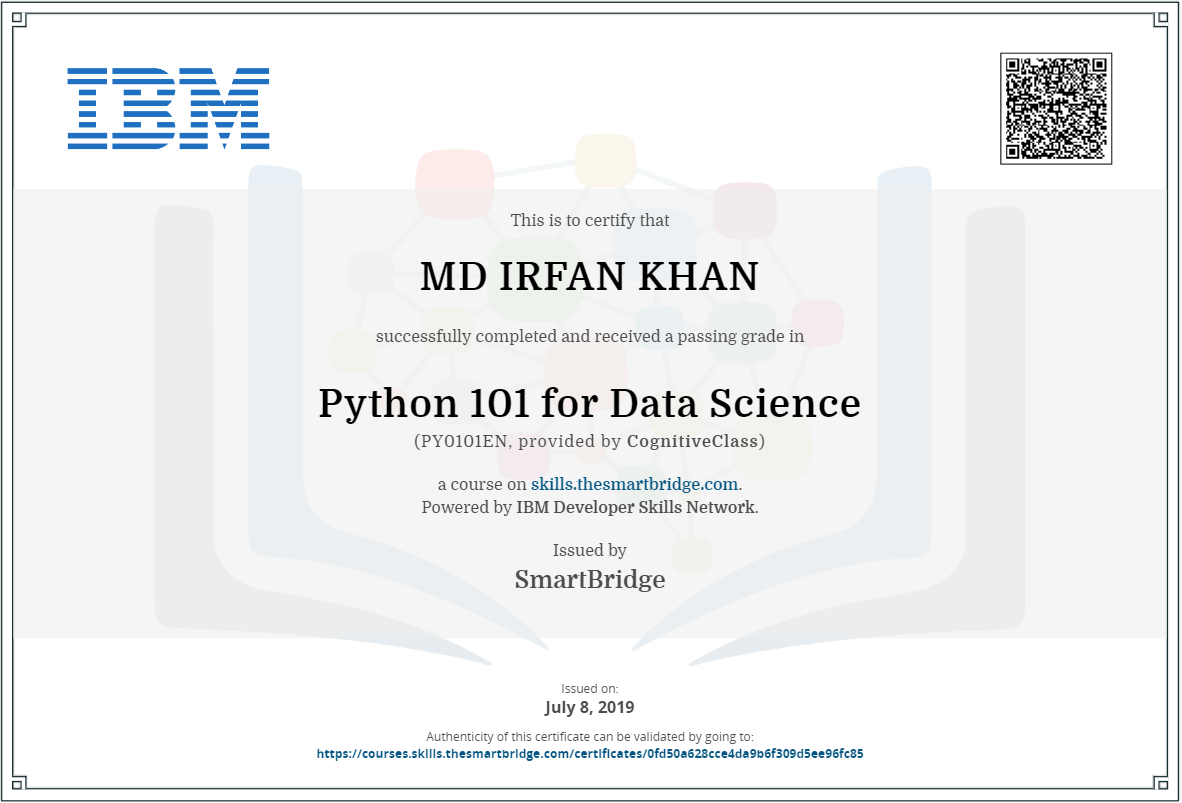 IBM
This is to certify that
MD IRFAN KHAN
successfully completed and received a passing grade in
Python 101 for Data Science
(PY0101EN, provided by CognitiveClass)
a course on skills.thesmartbridge.com.
Powered by IBM Developer Skills Network.
Issued by
SmartBridge
Issued on:
July 8, 2019
Authenticity of this certificate can be validated by going to:
https://courses.skills.thesmartbridge.com/certificates/0fd50a628cce4da9b6f309d5ee96fc85